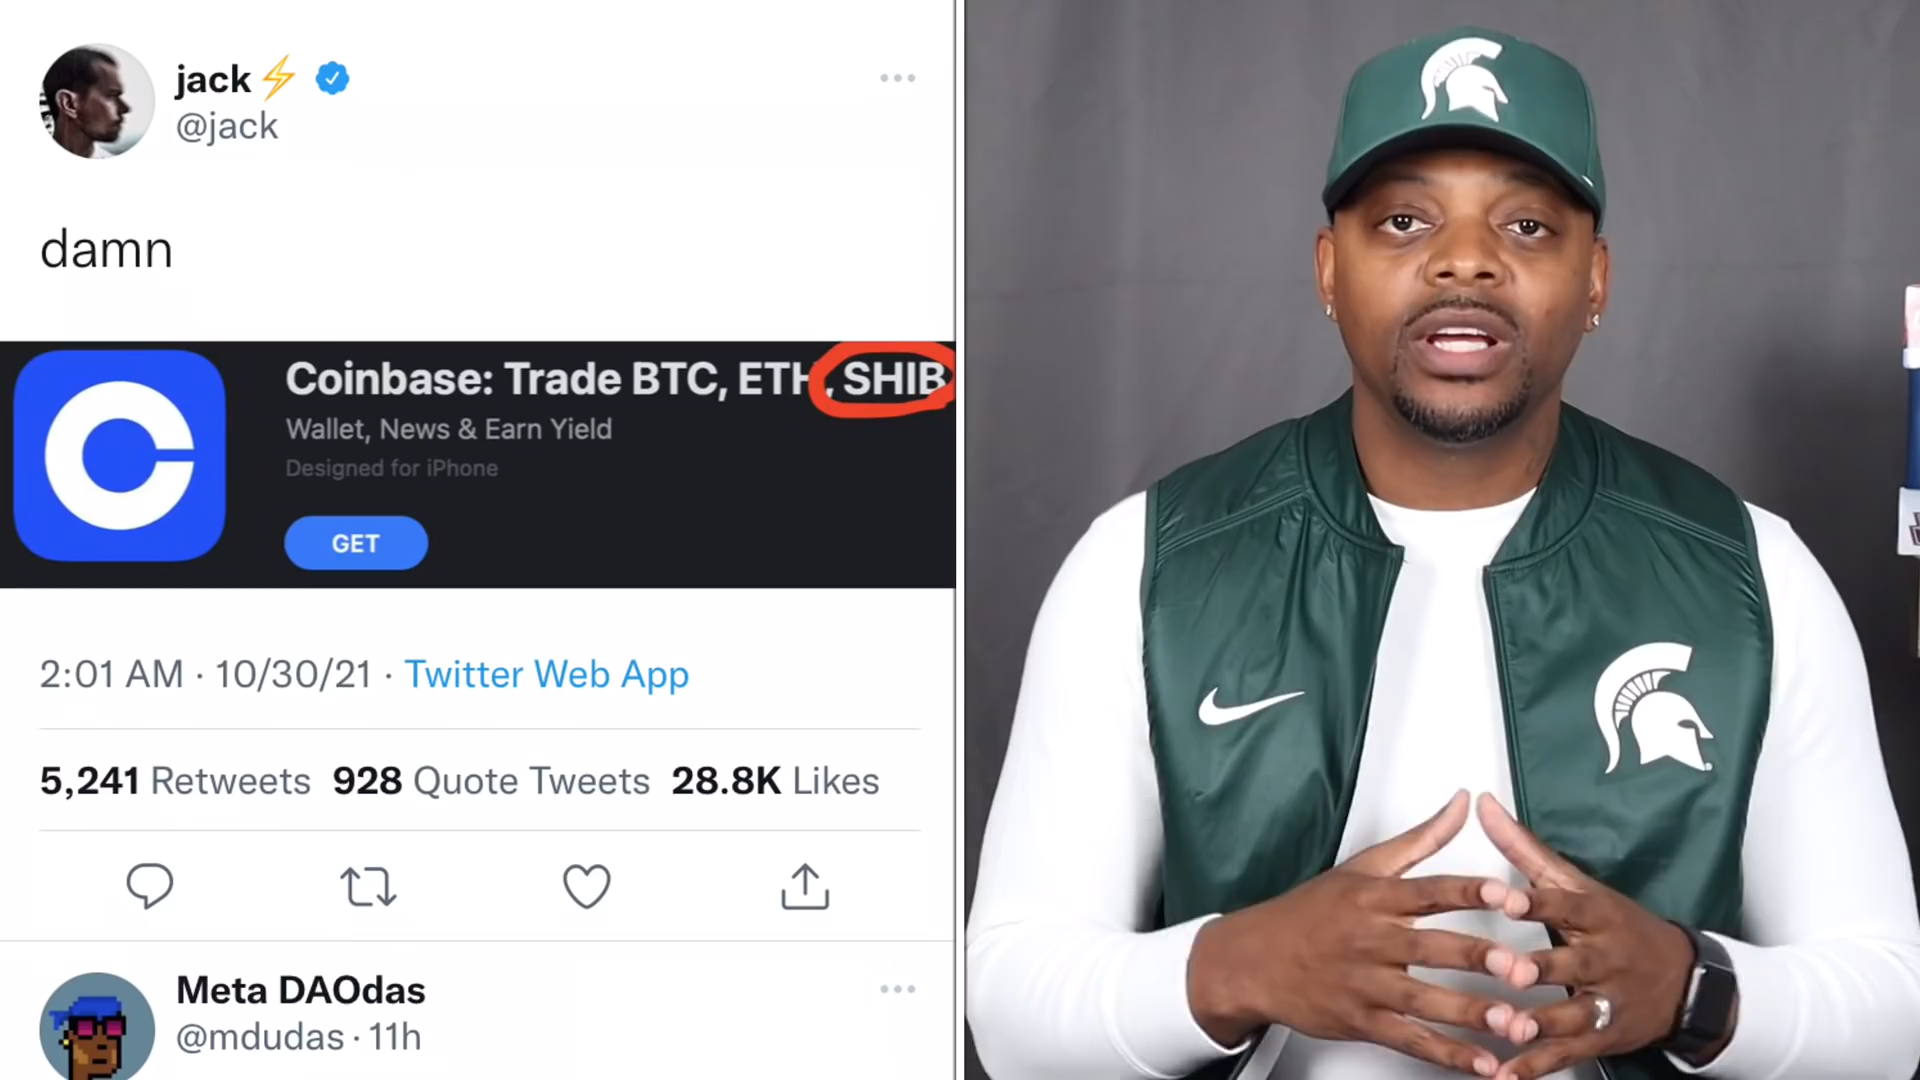 jack⚡
@jack
damn
Coinbase: Trade BTC, ETH, SHIB
Wallet, News & Earn Yield
Designed for iPhone
GET
2:01 AM · 10/30/21 · Twitter Web App
5,241 Retweets 928 Quote Tweets 28.8K Likes
Meta DAOdas
@mdudas · 11h